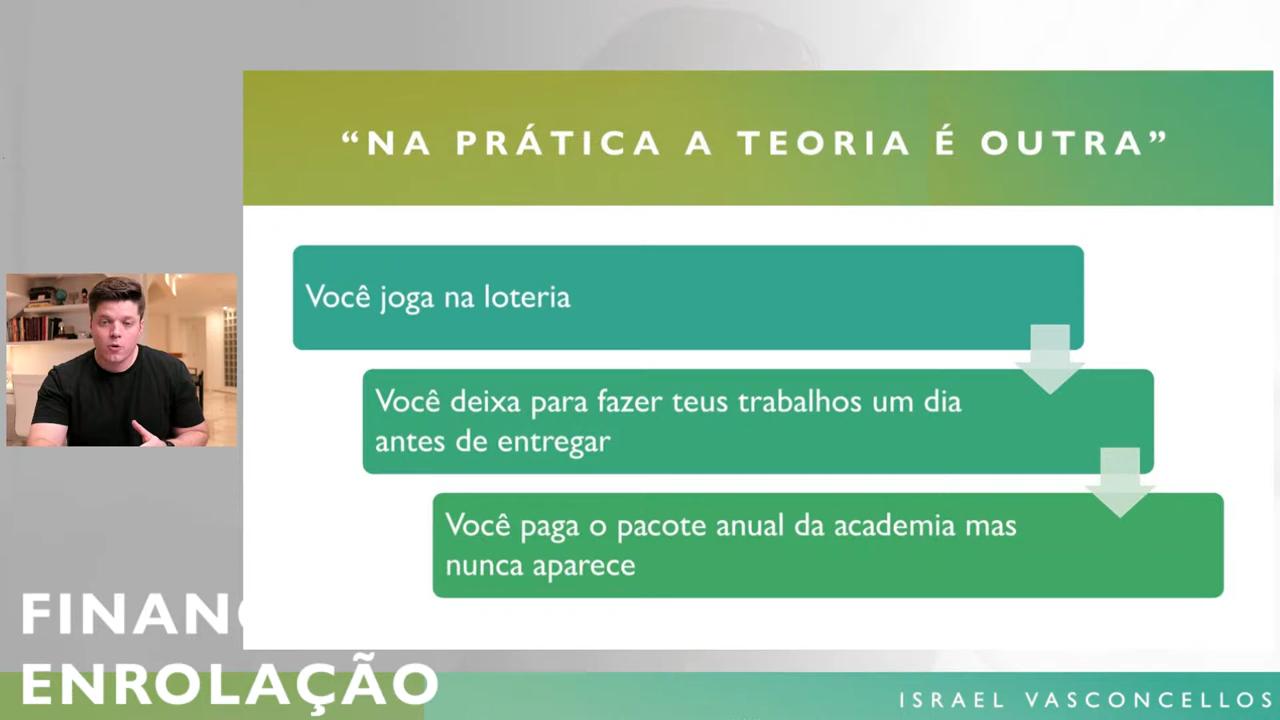 “NA PRÁTICA A TEORIA É OUTRA”
Você joga na loteria
Você deixa para fazer teus trabalhos um dia
antes de entregar
Você paga o pacote anual da academia mas
nunca aparece
FINAN
ENROLAÇÃO
ISRAEL VASCONCELLOS